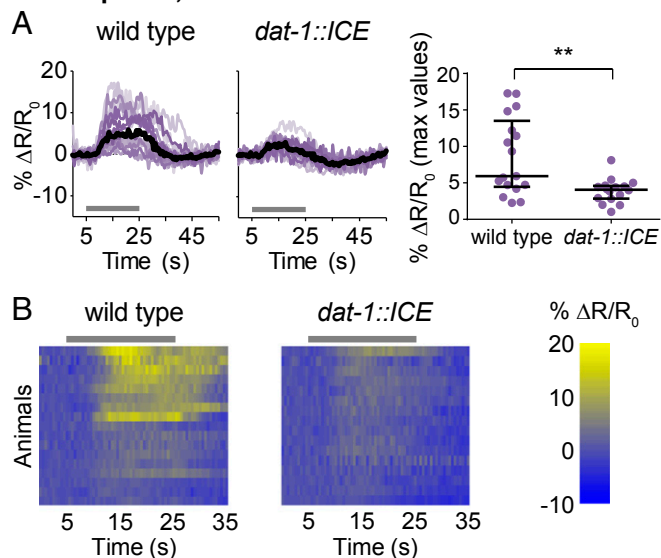 A
wild type
dat-1::ICE
% ΔR/R0
20
10
0
-10
5 25 45
Time (s)
5 25 45
Time (s)
% ΔR/R0 (max values)
20
15
10
5
0
**
wild type
dat-1::ICE
B
wild type
dat-1::ICE
Animals
5 15 25 35
Time (s)
5 15 25 35
Time (s)
% ΔR/R0
20
10
0
-10